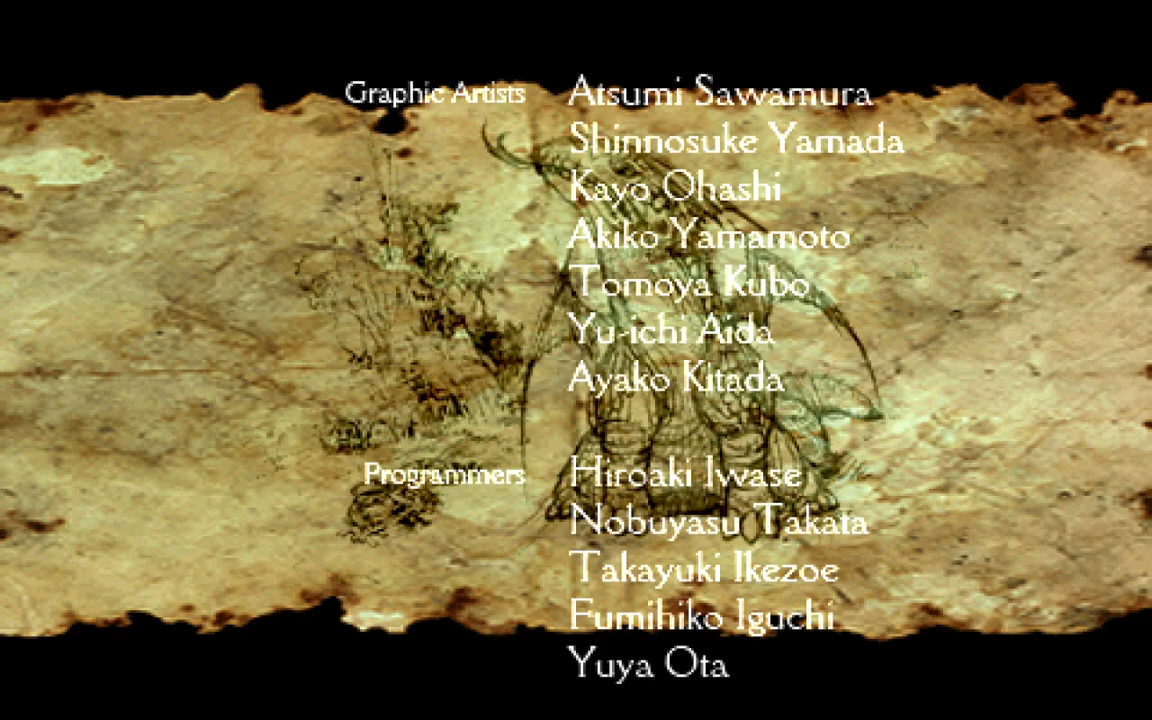 Graphic Artists Atsumi Sawamura
Shinnosuke Yamada
Kayo Ohashi
Akiko Yamamoto
Tomoya Kubo
Yu-ichi Aida
Ayako Kitada
Programmers Hiroaki Iwase
Nobuyasu Takata
Takayuki Ikezoe
Fumihiko Iguchi
Yuya Ota